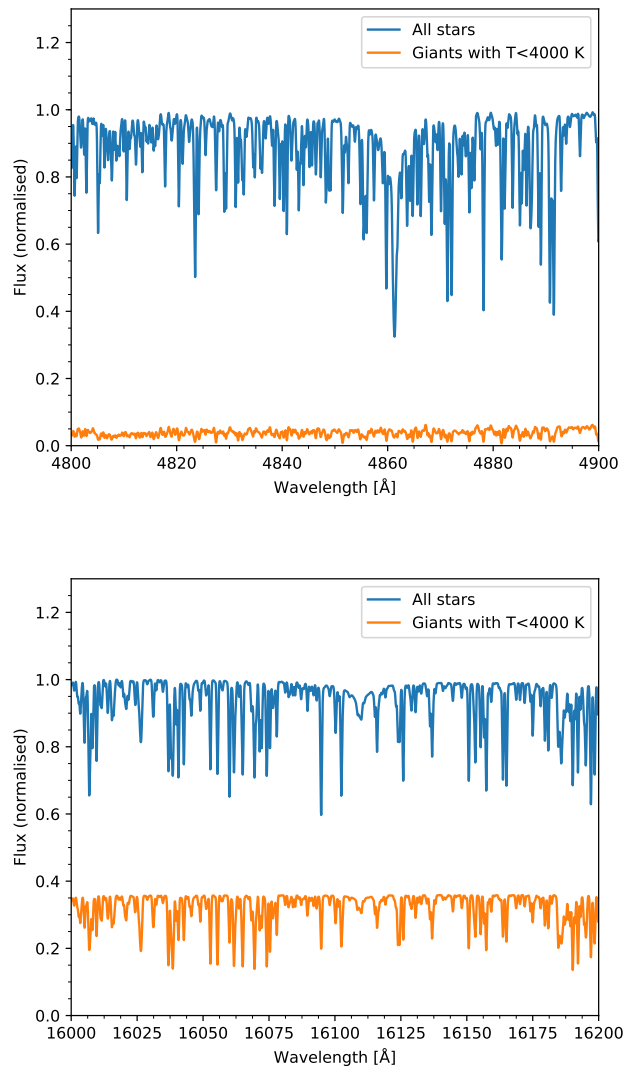 All stars
Giants with T<4000 K
1.2
1.0
0.8
0.6
0.4
0.2
0.0
Flux (normalised)
4800 4820 4840 4860 4880 4900
Wavelength [Å]
All stars
Giants with T<4000 K
1.2
1.0
0.8
0.6
0.4
0.2
0.0
Flux (normalised)
16000 16025 16050 16075 16100 16125 16150 16175 16200
Wavelength [Å]